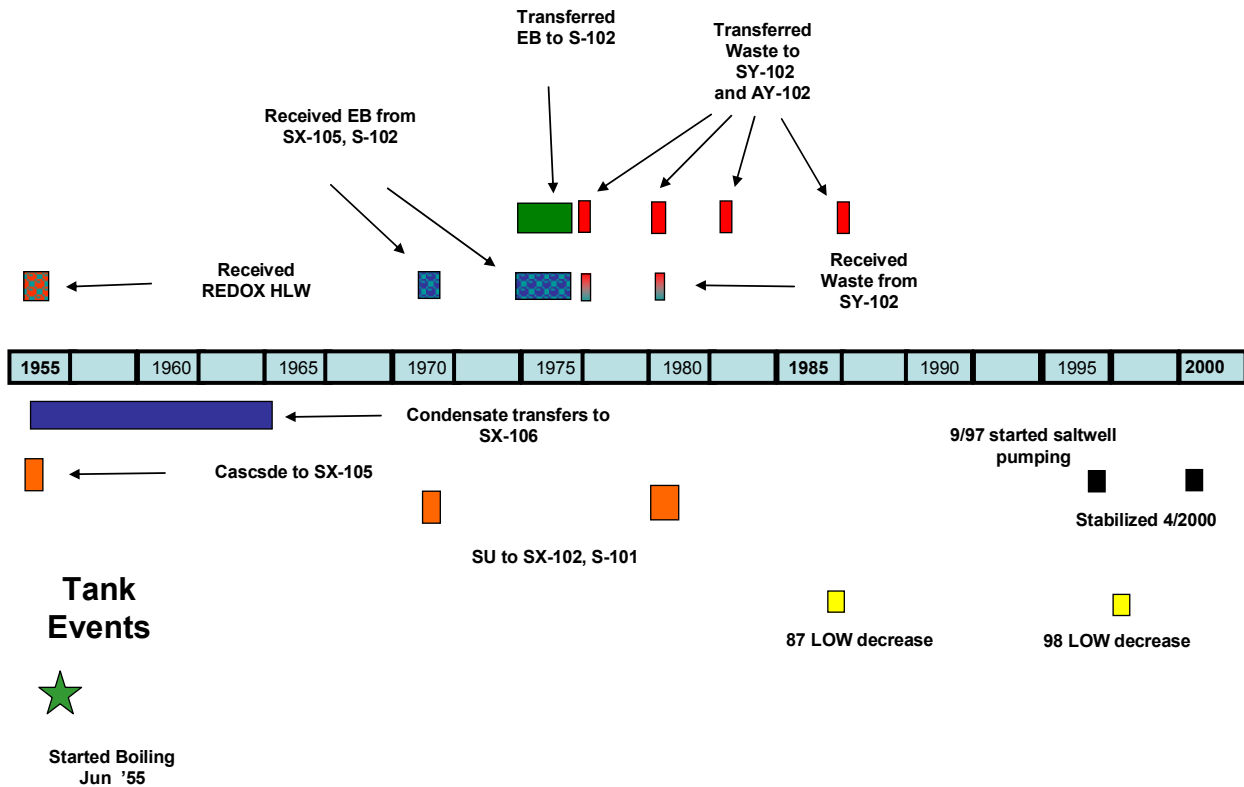 Transferred
EB to S-102
Transferred
Waste to
SY-102
and AY-102
Received EB from
SX-105, S-102
Received
REDOX HLW
Received
Waste from
SY-102
1955 1960 1965 1970 1975 1980 1985 1990 1995 2000
Condensate transfers to
SX-106
9/97 started saltwell
pumping
Cascsde to SX-105
Stabilized 4/2000
SU to SX-102, S-101
Tank
Events
87 LOW decrease
98 LOW decrease
Started Boiling
Jun '55